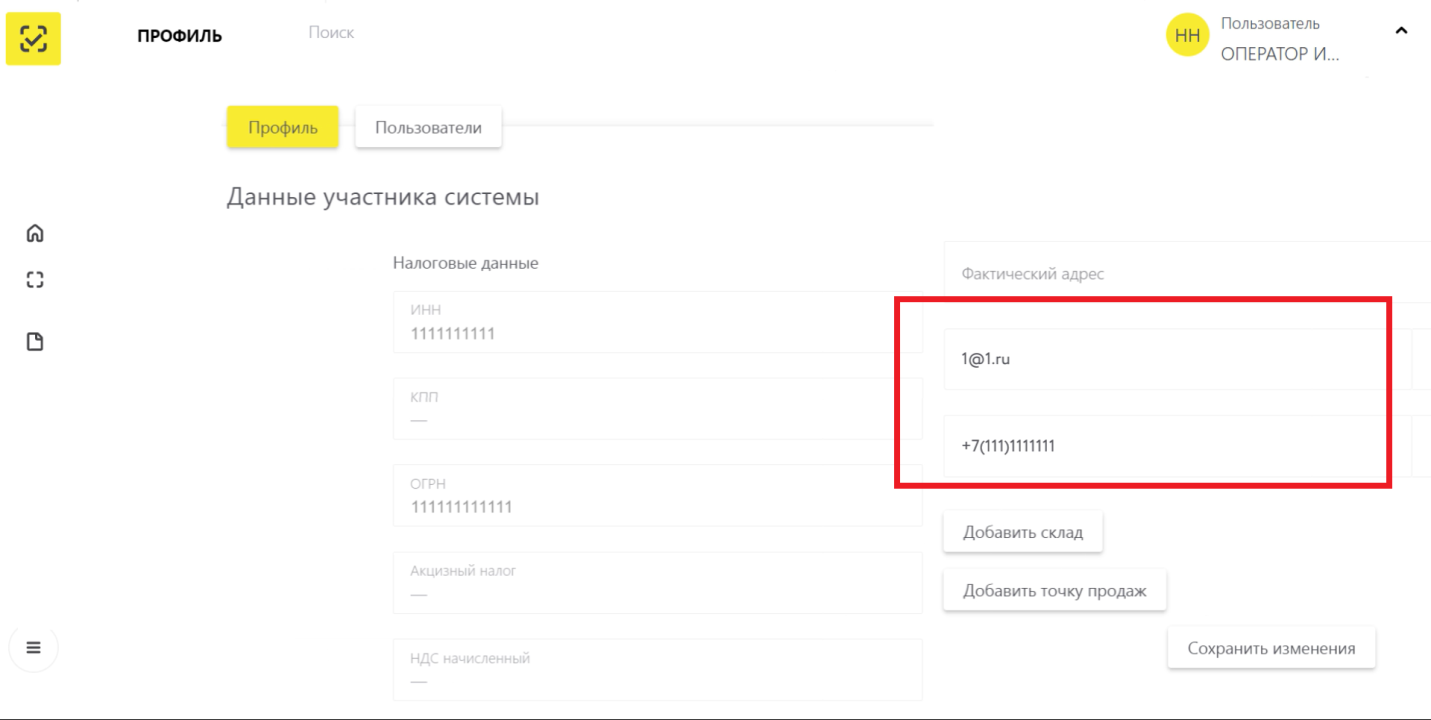 ПРОФИЛЬ
Поиск
НН
Пользователь
ОПЕРАТОР И...
Профиль
Пользователи
Данные участника системы
Налоговые данные
ИНН
1111111111
КПП
—
ОГРН
111111111111
Акцизный налог
—
НДС начисленный
—
Фактический адрес
1@1.ru
+7(111)1111111
Добавить склад
Добавить точку продаж
Сохранить изменения